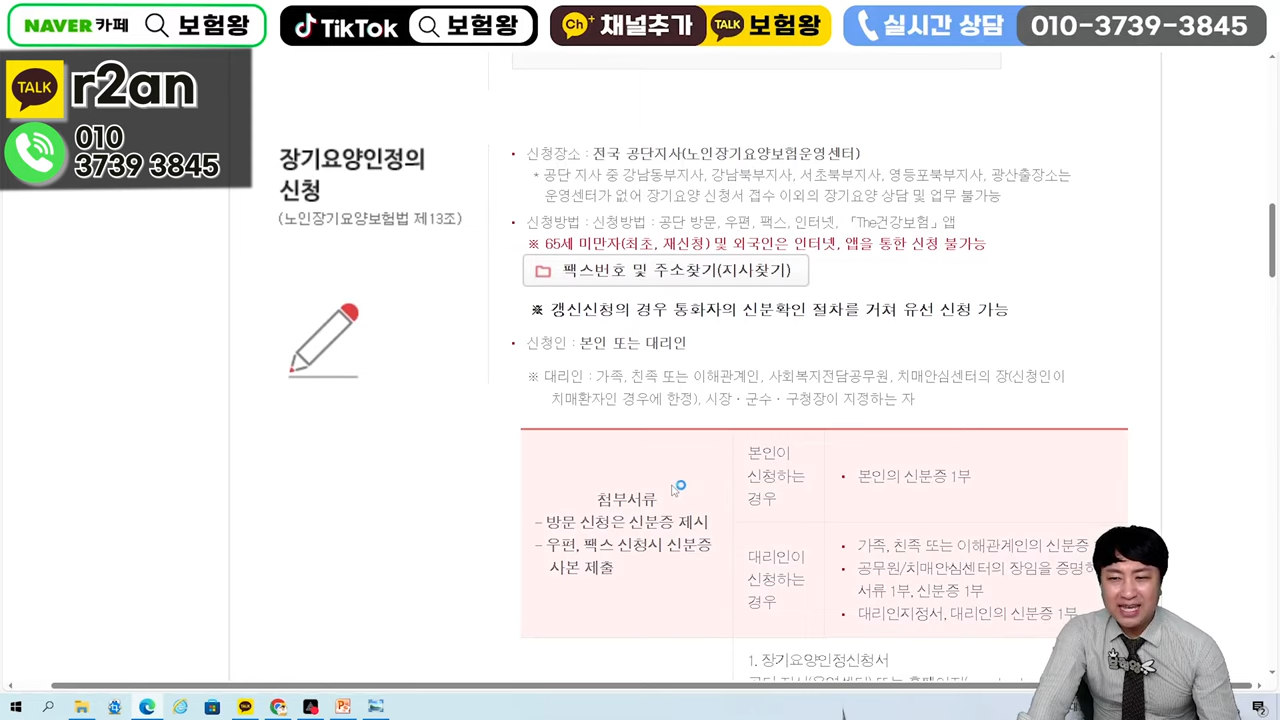 NAVER 카페 보험왕
TikTok 보험왕
Ch+ 채널추가 TALK 보험왕
실시간 상담 010-3739-3845
TALK r2an
010
3739 3845
장기요양인정의
신청
(노인장기요양보험법 제13조)
• 신청장소 : 전국 공단지사(노인장기요양보험운영센터)
* 공단 지사 중 강남동부지사, 강남북부지사, 서초북부지사, 영등포북부지사, 광산출장소는
운영센터가 없어 장기요양 신청서 접수 이외의 장기요양 상담 및 업무 불가능
• 신청방법 : 신청방법 : 공단 방문, 우편, 팩스, 인터넷, 「The건강보험」앱
※ 65세 미만자(최초, 재신청) 및 외국인은 인터넷, 앱을 통한 신청 불가능
팩스번호 및 주소찾기(지사찾기)
※ 갱신신청의 경우 통화자의 신분확인 절차를 거쳐 유선 신청 가능
• 신청인 : 본인 또는 대리인
※ 대리인 : 가족, 친족 또는 이해관계인, 사회복지전담공무원, 치매안심센터의 장(신청인이
치매환자인 경우에 한정), 시장·군수·구청장이 지정하는 자
첨부서류
- 방문 신청은 신분증 제시
- 우편, 팩스 신청시 신분증
사본 제출
본인이
신청하는
경우
• 본인의 신분증 1부
대리인이
신청하는
경우
• 가족, 친족 또는 이해관계인의 신분증
• 공무원/치매안심센터의 장임을 증명하
서류 1부, 신분증 1부
• 대리인지정서, 대리인의 신분증 1부
1. 장기요양인정신청서
보험왕